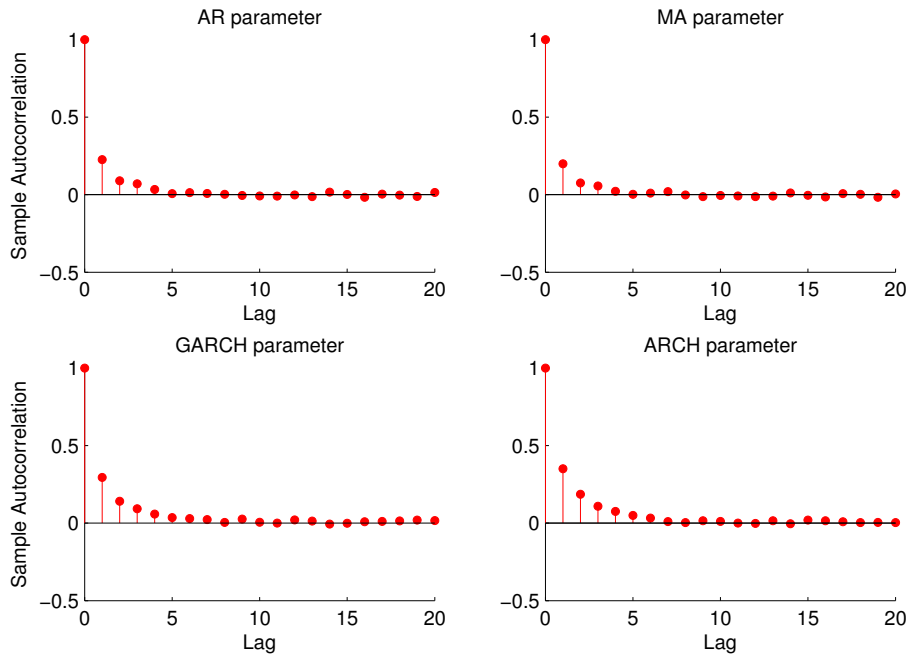 AR parameter
Sample Autocorrelation
1
0.5
0
−0.5
0 5 10 15 20
Lag
MA parameter
1
0.5
0
−0.5
0 5 10 15 20
Lag
GARCH parameter
Sample Autocorrelation
1
0.5
0
−0.5
0 5 10 15 20
Lag
ARCH parameter
1
0.5
0
−0.5
0 5 10 15 20
Lag